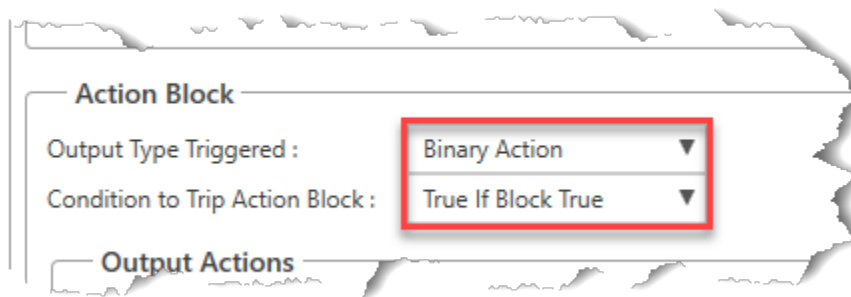 Action Block
Output Type Triggered : Binary Action
Condition to Trip Action Block : True If Block True
Output Actions